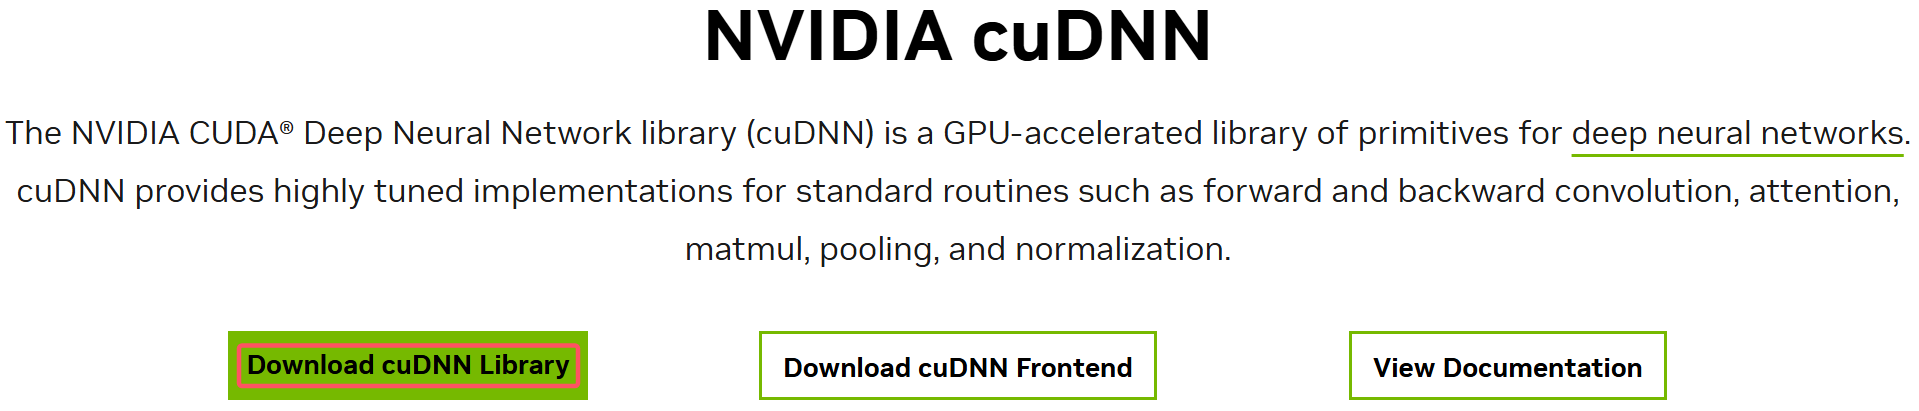 NVIDIA cuDNN
The NVIDIA CUDA® Deep Neural Network library (cuDNN) is a GPU-accelerated library of primitives for deep neural networks.
cuDNN provides highly tuned implementations for standard routines such as forward and backward convolution, attention,
matmul, pooling, and normalization.
Download cuDNN Library
Download cuDNN Frontend
View Documentation